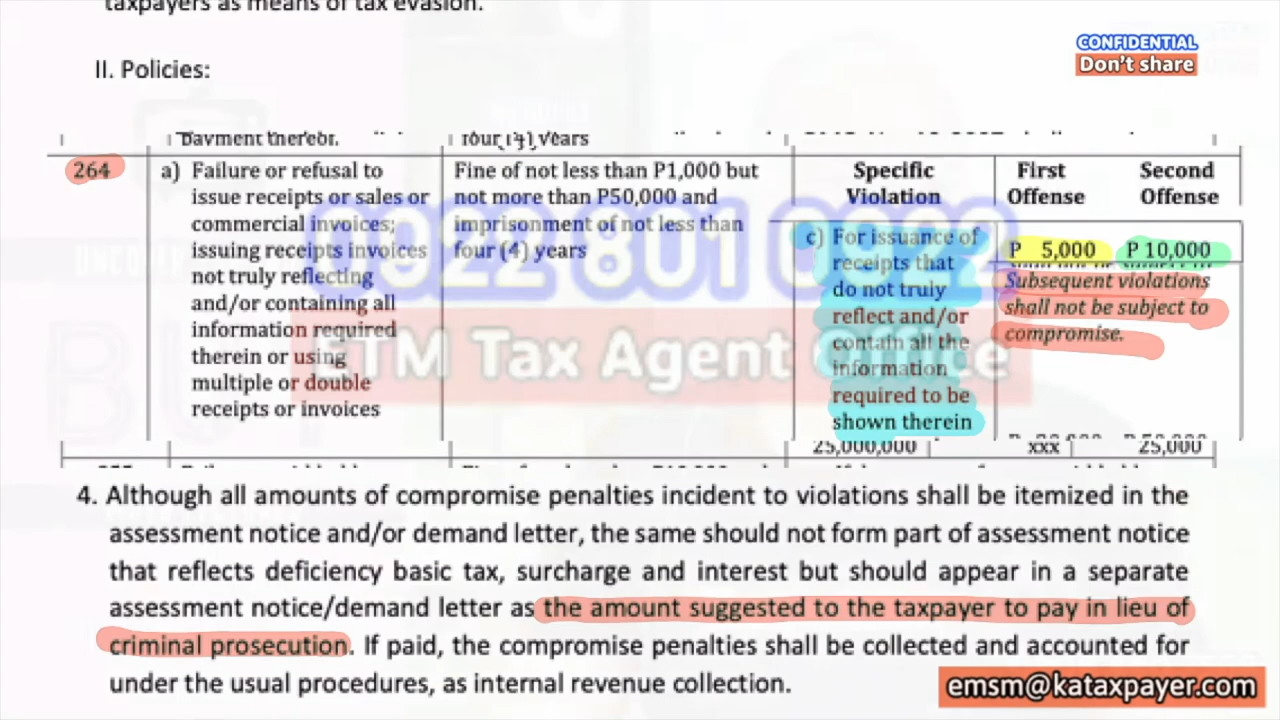 taxpayers as means of tax evasion.
CONFIDENTIAL
Don't share
II. Policies:
payment thereof.
four (4) years
264
a) Failure or refusal to
issue receipts or sales or
commercial invoices;
issuing receipts invoices
not truly reflecting
and/or containing all
information required
therein or using
multiple or double
receipts or invoices
Fine of not less than P1,000 but
not more than P50,000 and
imprisonment of not less than
four (4) years
Specific
Violation
First
Offense
Second
Offense
c) For issuance of
receipts that
do not truly
reflect and/or
contain all the
information
required to be
shown therein
P 5,000
P 10,000
Subsequent violations
shall not be subject to
compromise.
ETM Tax Agent Office
25,000,000
xxx
25,000
4. Although all amounts of compromise penalties incident to violations shall be itemized in the
assessment notice and/or demand letter, the same should not form part of assessment notice
that reflects deficiency basic tax, surcharge and interest but should appear in a separate
assessment notice/demand letter as the amount suggested to the taxpayer to pay in lieu of
criminal prosecution. If paid, the compromise penalties shall be collected and accounted for
under the usual procedures, as internal revenue collection.
emsm@kataxpayer.com